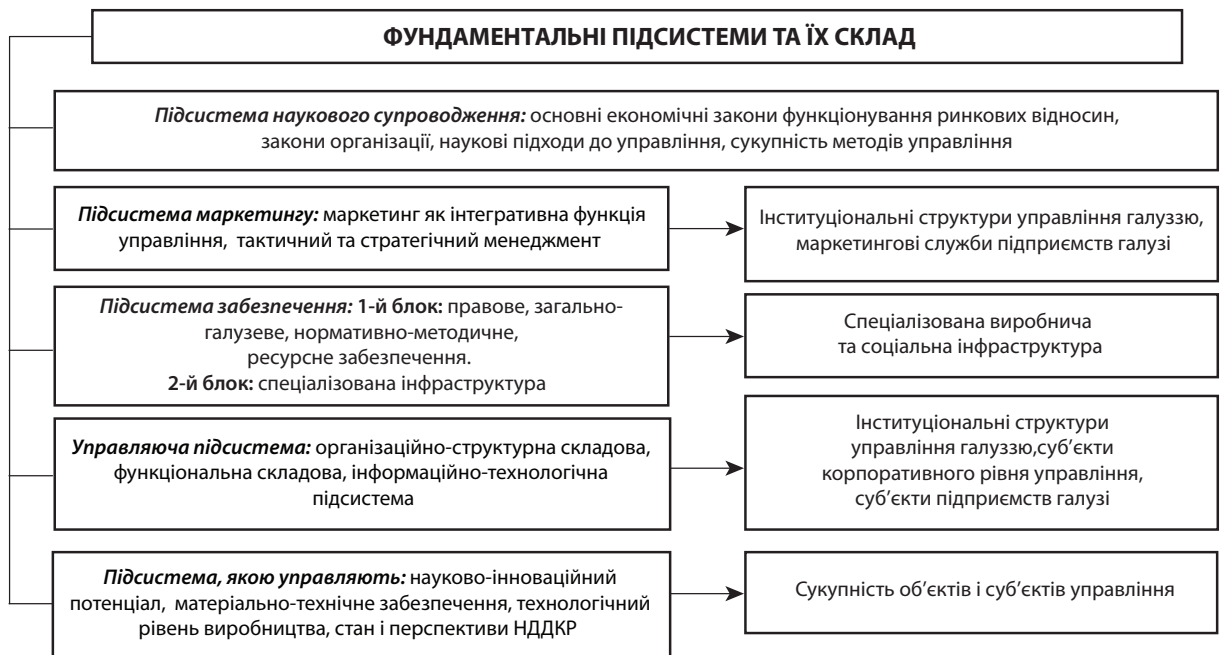 ФУНДАМЕНТАЛЬНІ ПІДСИСТЕМИ ТА ЇХ СКЛАД
Підсистема наукового супроводження: основні економічні закони функціонування ринкових відносин,
закони організації, наукові підходи до управління, сукупність методів управління
Підсистема маркетингу: маркетинг як інтегративна функція
управління, тактичний та стратегічний менеджмент
Інституціональні структури управління галуззю,
маркетингові служби підприємств галузі
Підсистема забезпечення: 1-й блок: правове, загально-
галузеве, нормативно-методичне,
ресурсне забезпечення.
2-й блок: спеціалізована інфраструктура
Спеціалізована виробнича
та соціальна інфраструктура
Управляюча підсистема: організаційно-структурна складова,
функціональна складова, інформаційно-технологічна
підсистема
Інституціональні структури
управління галуззю,суб’єкти
корпоративного рівня управління,
суб’єкти підприємств галузі
Підсистема, якою управляють: науково-інноваційний
потенціал, матеріально-технічне забезпечення, технологічний
рівень виробництва, стан і перспективи НДДКР
Сукупність об’єктів і суб’єктів управління